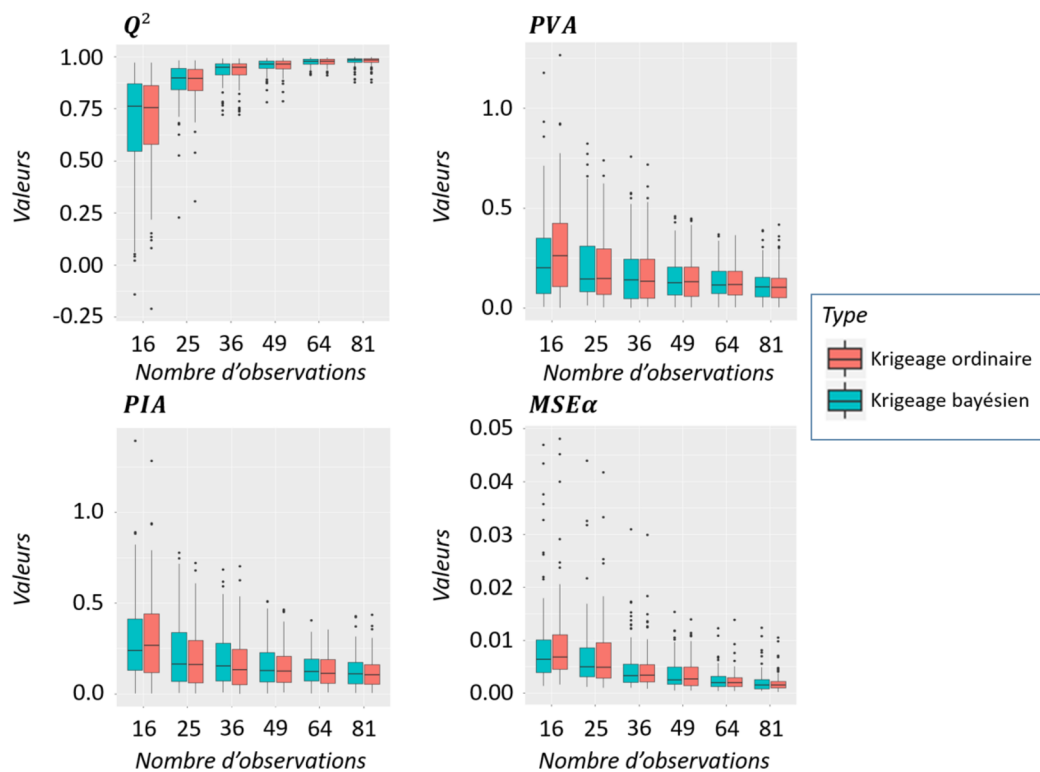 Q²
1.00
0.75
0.50
0.25
0.00
-0.25
Valeurs
16 25 36 49 64 81
Nombre d'observations
PVA
1.0
0.5
0.0
Valeurs
16 25 36 49 64 81
Nombre d'observations
Type
Krigeage ordinaire
Krigeage bayésien
PIA
1.0
0.5
0.0
Valeurs
16 25 36 49 64 81
Nombre d'observations
MSEα
0.05
0.04
0.03
0.02
0.01
0.00
Valeurs
16 25 36 49 64 81
Nombre d'observations